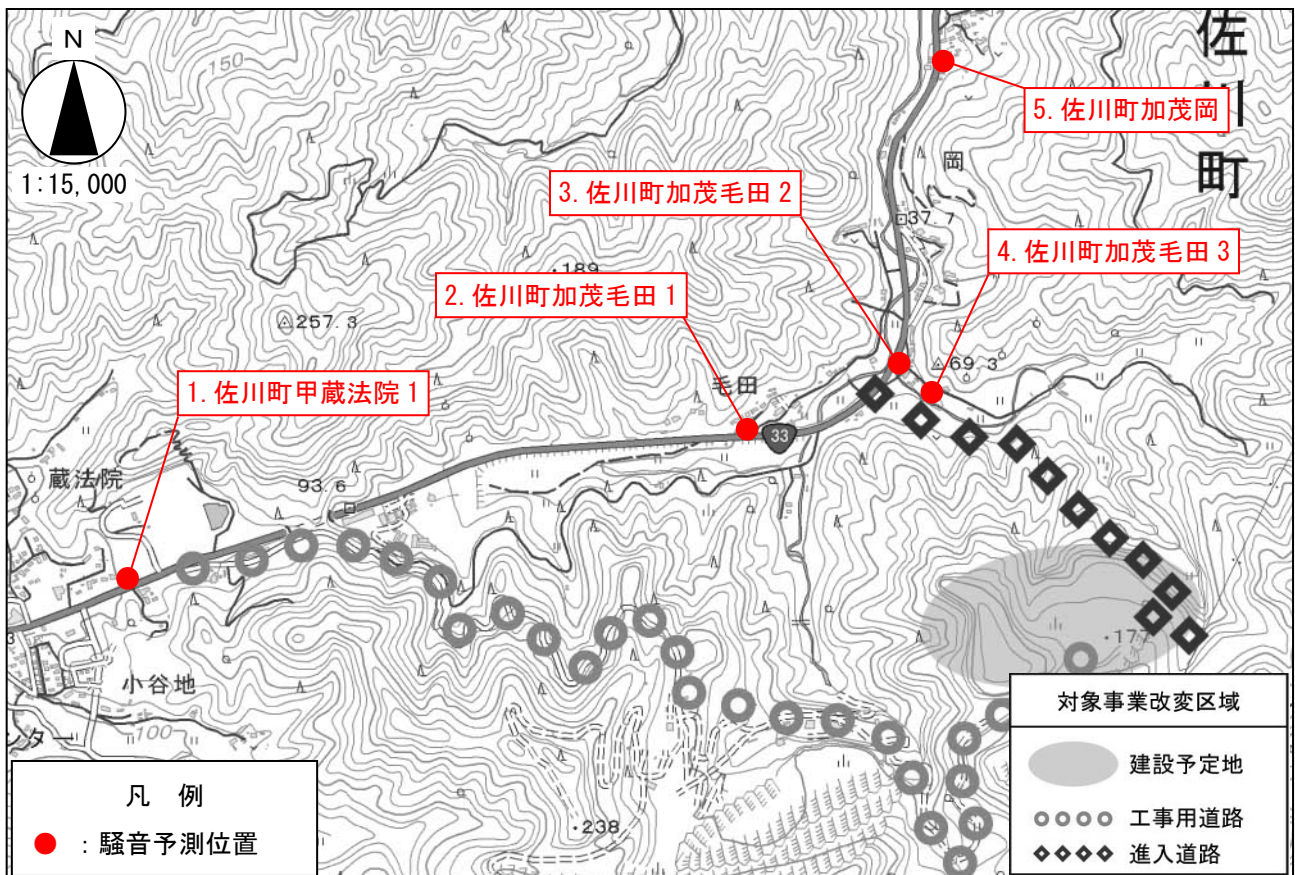 N
1:15,000
150
佐川町
5.佐川町加茂岡
岡
3.佐川町加茂毛田2
37.7
4.佐川町加茂毛田3
189
2.佐川町加茂毛田1
257.3
69.3
1.佐川町甲蔵法院1
毛田
33
蔵法院
93.6
177
小谷地
100
ンター
238
凡 例
:騒音予測位置
対象事業改変区域
建設予定地
工事用道路
進入道路